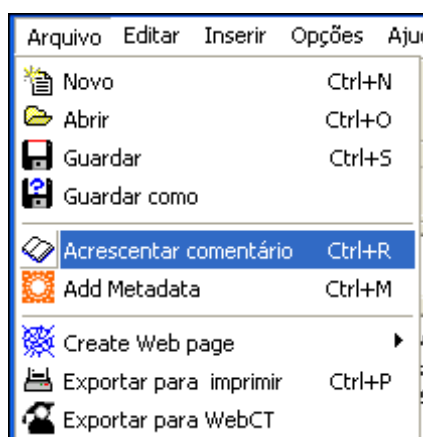 Arquivo Editar Inserir Opções Aju
Novo Ctrl+N
Abrir Ctrl+O
Guardar Ctrl+S
Guardar como
Acrescentar comentário Ctrl+R
Add Metadata Ctrl+M
Create Web page
Exportar para imprimir Ctrl+P
Exportar para WebCT